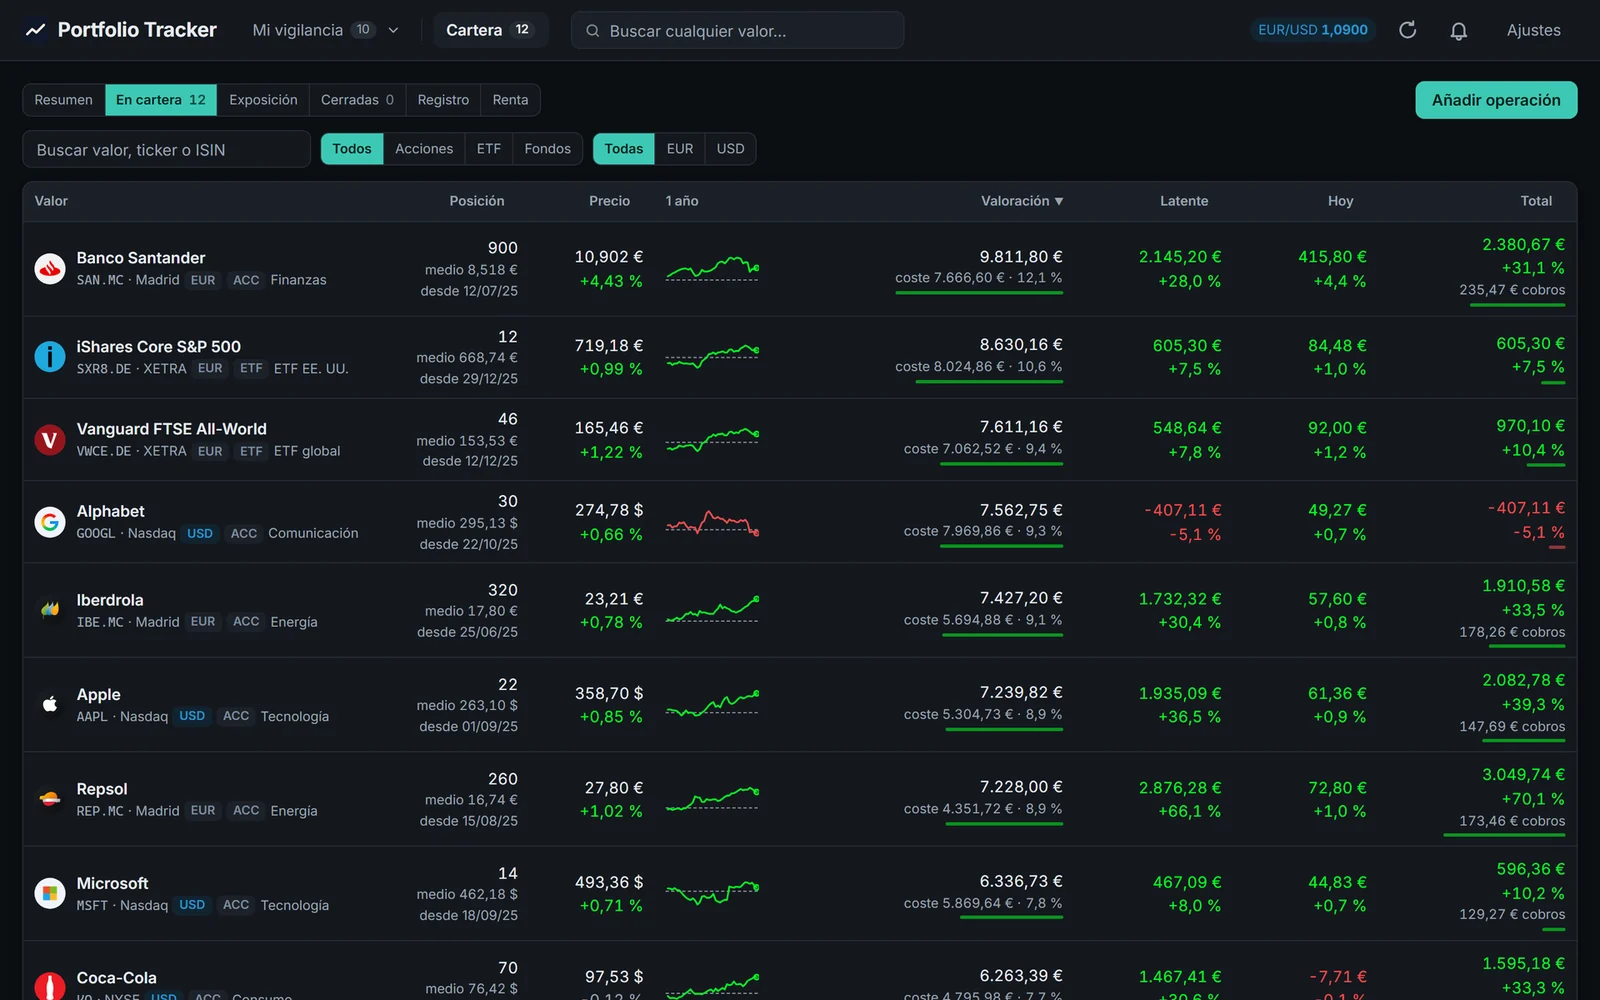 Portfolio Tracker Mi vigilancia 10 Cartera 12 Buscar cualquier valor... EUR/USD 1,0900 Ajustes
Resumen En cartera 12 Exposición Cerradas 0 Registro Renta Añadir operación
Buscar valor, ticker o ISIN Todos Acciones ETF Fondos Todas EUR USD
Valor Posición Precio 1 año Valoración ▼ Latente Hoy Total
Banco Santander
SAN.MC · Madrid EUR ACC Finanzas
900
medio 8,518 €
desde 12/07/25
10,902 €
+4,43 %
9.811,80 €
coste 7.666,60 € · 12,1 %
2.145,20 €
+28,0 %
415,80 €
+4,4 %
2.380,67 €
+31,1 %
235,47 € cobros
iShares Core S&P 500
SXR8.DE · XETRA EUR ETF ETF EE. UU.
12
medio 668,74 €
desde 29/12/25
719,18 €
+0,99 %
8.630,16 €
coste 8.024,86 € · 10,6 %
605,30 €
+7,5 %
84,48 €
+1,0 %
605,30 €
+7,5 %
V
Vanguard FTSE All-World
VWCE.DE · XETRA EUR ETF ETF global
46
medio 153,53 €
desde 12/12/25
165,46 €
+1,22 %
7.611,16 €
coste 7.062,52 € · 9,4 %
548,64 €
+7,8 %
92,00 €
+1,2 %
970,10 €
+10,4 %
G
Alphabet
GOOGL · Nasdaq USD ACC Comunicación
30
medio 295,13 $
desde 22/10/25
274,78 $
+0,66 %
7.562,75 €
coste 7.969,86 € · 9,3 %
-407,11 €
-5,1 %
49,27 €
+0,7 %
-407,11 €
-5,1 %
Iberdrola
IBE.MC · Madrid EUR ACC Energía
320
medio 17,80 €
desde 25/06/25
23,21 €
+0,78 %
7.427,20 €
coste 5.694,88 € · 9,1 %
1.732,32 €
+30,4 %
57,60 €
+0,8 %
1.910,58 €
+33,5 %
178,26 € cobros
Apple
AAPL · Nasdaq USD ACC Tecnología
22
medio 263,10 $
desde 01/09/25
358,70 $
+0,85 %
7.239,82 €
coste 5.304,73 € · 8,9 %
1.935,09 €
+36,5 %
61,36 €
+0,9 %
2.082,78 €
+39,3 %
147,69 € cobros
Repsol
REP.MC · Madrid EUR ACC Energía
260
medio 16,74 €
desde 15/08/25
27,80 €
+1,02 %
7.228,00 €
coste 4.351,72 € · 8,9 %
2.876,28 €
+66,1 %
72,80 €
+1,0 %
3.049,74 €
+70,1 %
173,46 € cobros
Microsoft
MSFT · Nasdaq USD ACC Tecnología
14
medio 462,18 $
desde 18/09/25
493,36 $
+0,71 %
6.336,73 €
coste 5.869,64 € · 7,8 %
467,09 €
+8,0 %
44,83 €
+0,7 %
596,36 €
+10,2 %
129,27 € cobros
Coca-Cola
KO · NYSE USD ACC Consumo
70
medio 76,42 $
97,53 $
-0,12 %
6.263,39 €
coste 4.795,98 € · 7,7 %
1.467,41 €
+30,6 %
-7,71 €
-0,1 %
1.595,18 €
+33,3 %